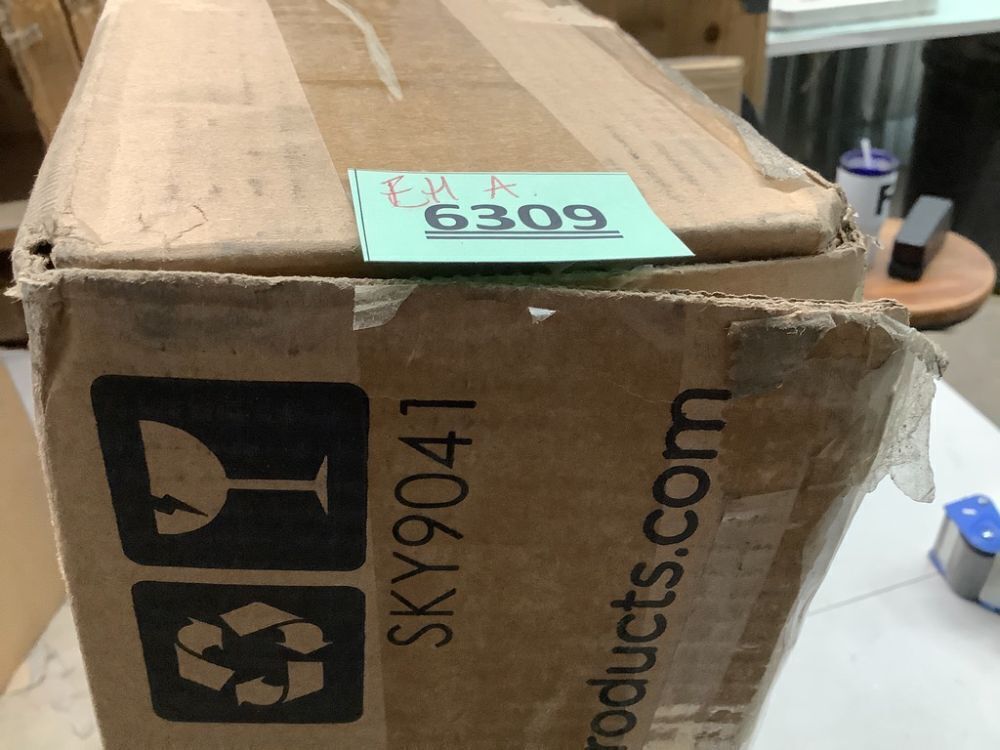 EH A
6309
SKY9041
roducts.com
F